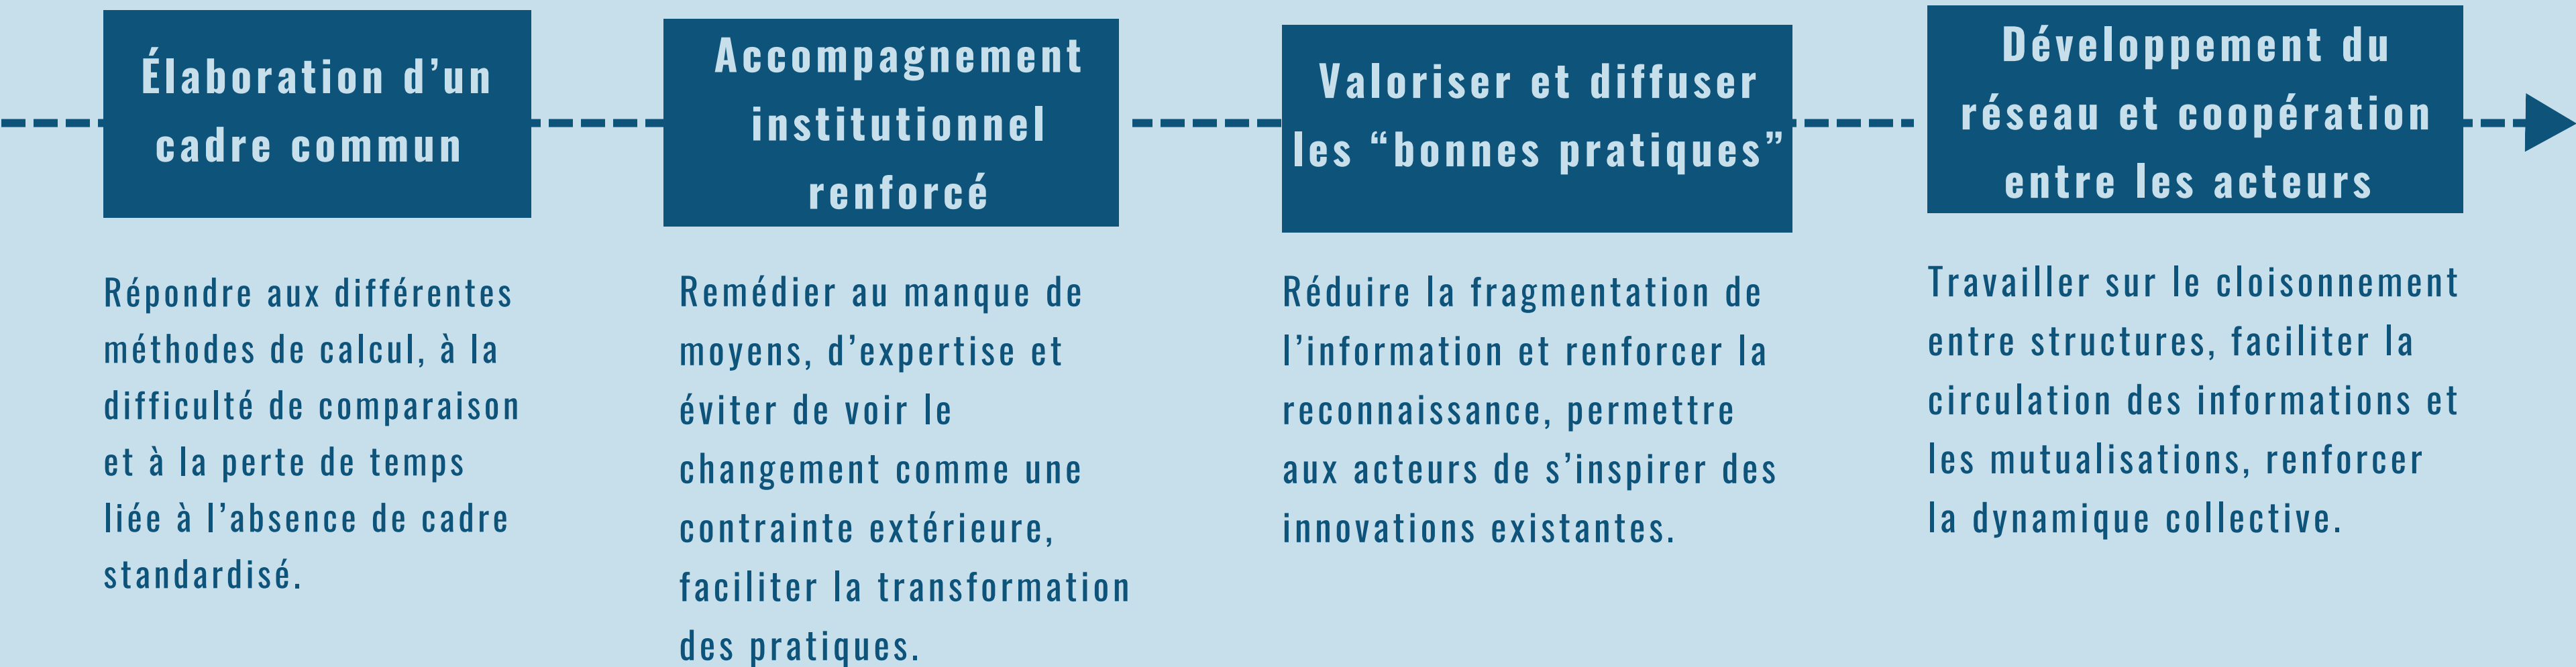 Élaboration d’un
cadre commun
Répondre aux différentes
méthodes de calcul, à la
difficulté de comparaison
et à la perte de temps
liée à l’absence de cadre
standardisé.
Accompagnement
institutionnel
renforcé
Remédier au manque de
moyens, d’expertise et
éviter de voir le
changement comme une
contrainte extérieure,
faciliter la transformation
des pratiques.
Valoriser et diffuser
les “bonnes pratiques”
Réduire la fragmentation de
l’information et renforcer la
reconnaissance, permettre
aux acteurs de s’inspirer des
innovations existantes.
Développement du
réseau et coopération
entre les acteurs
Travailler sur le cloisonnement
entre structures, faciliter la
circulation des informations et
les mutualisations, renforcer
la dynamique collective.